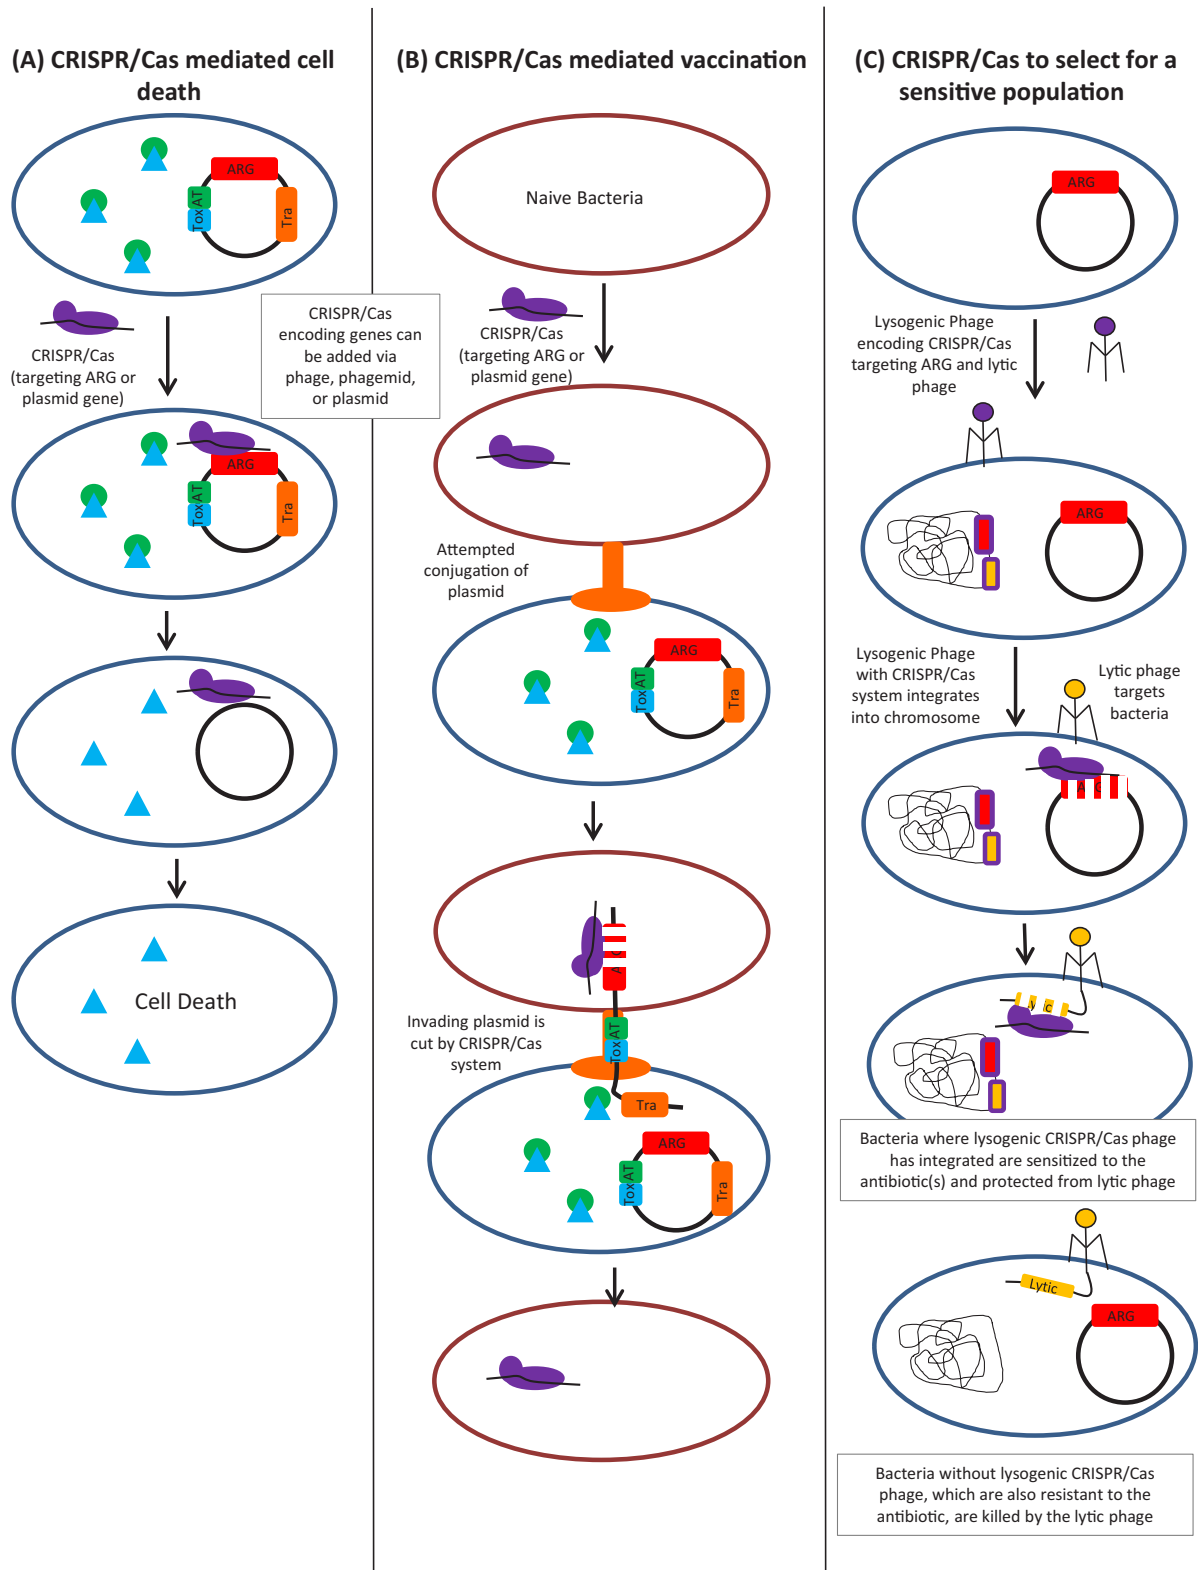 (A) CRISPR/Cas mediated cell
death
ARG
Tox AT
Tra
CRISPR/Cas
(targeting ARG or
plasmid gene)
CRISPR/Cas
encoding genes can
be added via
phage, phagemid,
or plasmid
ARG
Tox AT
Tra
Cell Death
(B) CRISPR/Cas mediated vaccination
Naive Bacteria
CRISPR/Cas
(targeting ARG or
plasmid gene)
Attempted
conjugation of
plasmid
ARG
Tox AT
Tra
Invading plasmid is
cut by CRISPR/Cas
system
Tox AT
Tra
ARG
Tox AT
Tra
(C) CRISPR/Cas to select for a
sensitive population
ARG
Lysogenic Phage
encoding CRISPR/Cas
targeting ARG and lytic
phage
ARG
Lysogenic Phage
with CRISPR/Cas
system integrates
into chromosome
Lytic phage
targets
bacteria
Bacteria where lysogenic CRISPR/Cas phage
has integrated are sensitized to the
antibiotic(s) and protected from lytic phage
Lytic
ARG
Bacteria without lysogenic CRISPR/Cas
phage, which are also resistant to the
antibiotic, are killed by the lytic phage